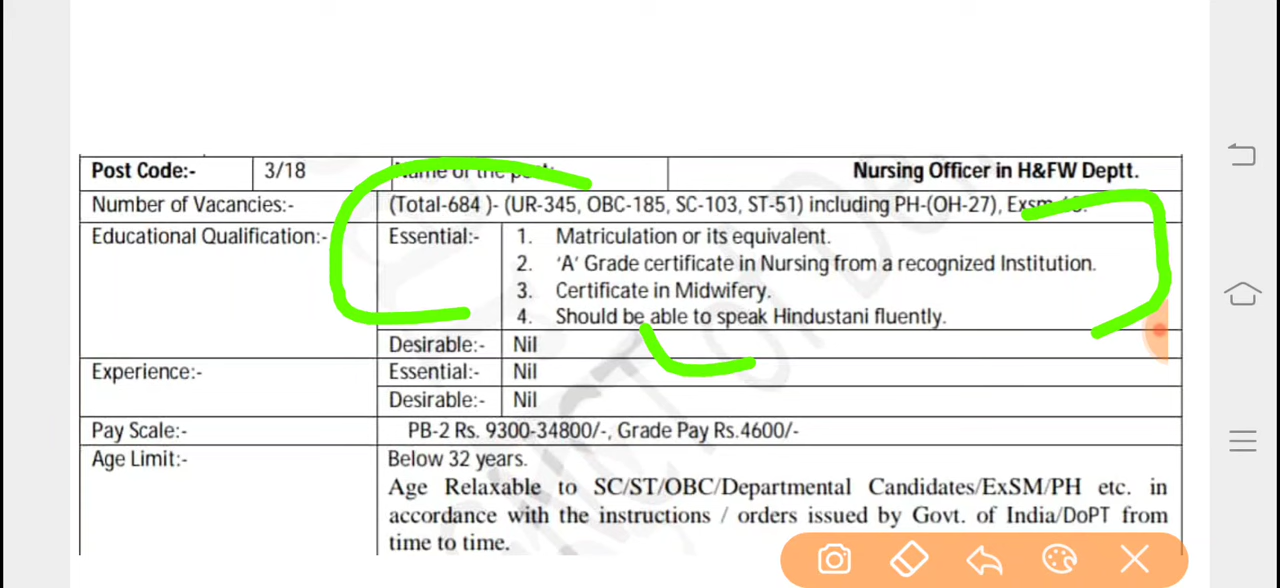 Post Code:- 3/18 Name of the post:- Nursing Officer in H&FW Deptt.
Number of Vacancies:- (Total-684 )- (UR-345, OBC-185, SC-103, ST-51) including PH-(OH-27), Exsm
Educational Qualification:- Essential:- 1. Matriculation or its equivalent.
2. 'A' Grade certificate in Nursing from a recognized Institution.
3. Certificate in Midwifery.
4. Should be able to speak Hindustani fluently.
Desirable:- Nil
Experience:- Essential:- Nil
Desirable:- Nil
Pay Scale:- PB-2 Rs. 9300-34800/-, Grade Pay Rs.4600/-
Age Limit:- Below 32 years.
Age Relaxable to SC/ST/OBC/Departmental Candidates/ExSM/PH etc. in
accordance with the instructions / orders issued by Govt. of India/DoPT from
time to time.